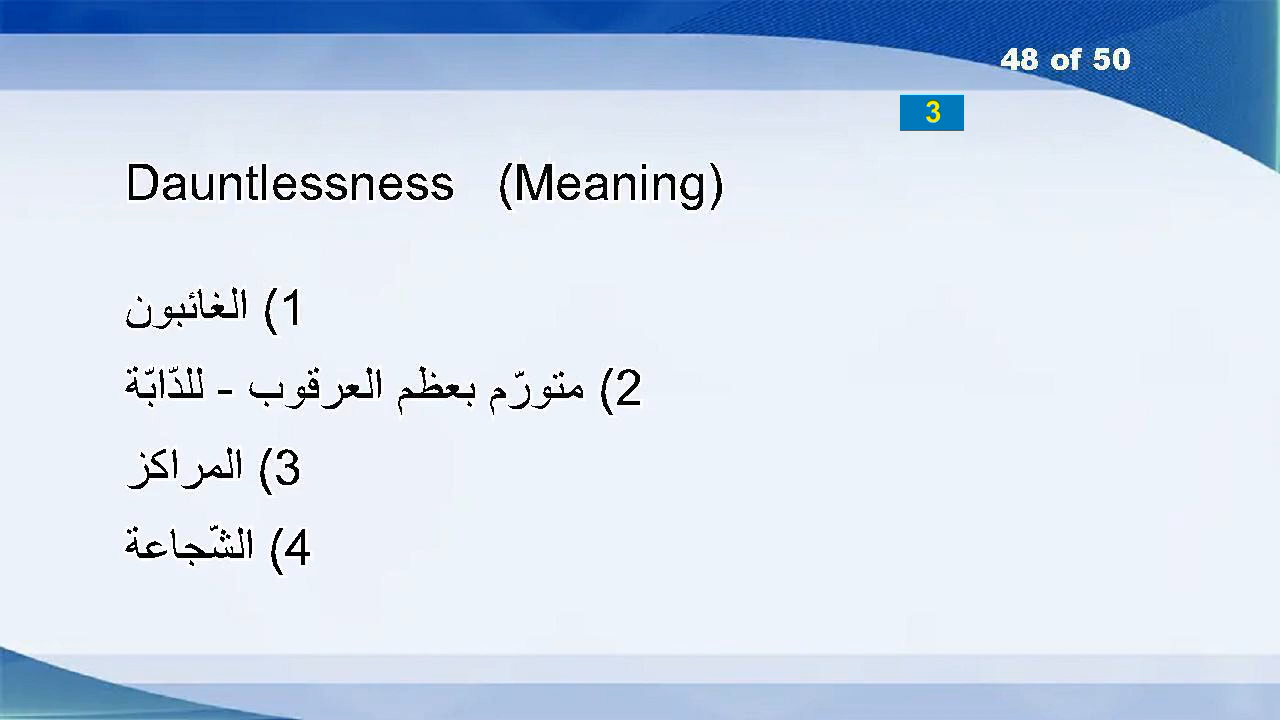 48 of 50
3
Dauntlessness (Meaning)
1) الغائبون
2) متورّم بعظم العرقوب - للدّابّة
3) المراكز
4) الشّجاعة